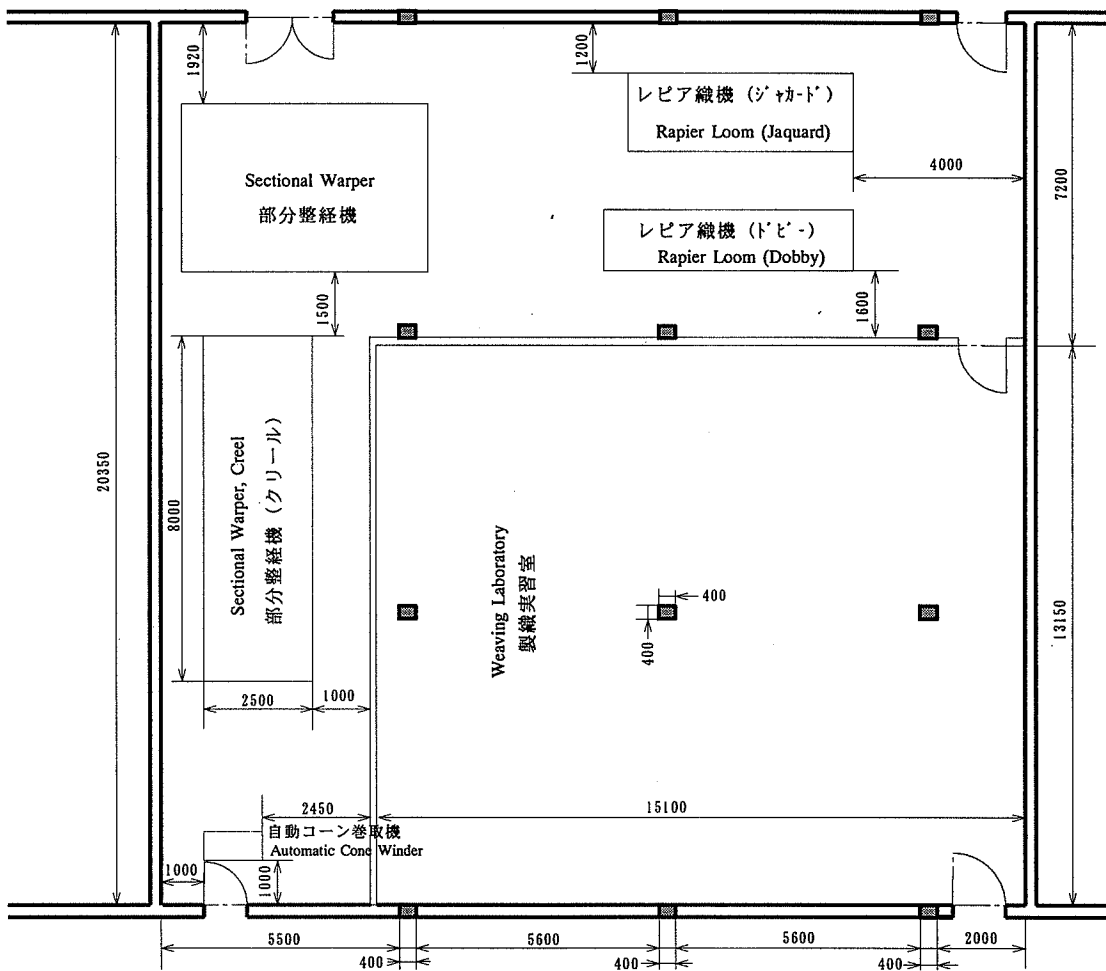 1920
1200
レピア織機 (ジャカード)
Rapier Loom (Jaquard)
4000
7200
Sectional Warper
部分整経機
レピア織機 (ドビー)
Rapier Loom (Dobby)
1500
1600
20350
8000
Sectional Warper, Creel
部分整経機 (クリール)
Weaving Laboratory
製織実習室
400
400
13150
2500
1000
2450
15100
自動コーン巻取機
Automatic Cone Winder
1000
1000
5500
5600
5600
2000
400
400
400